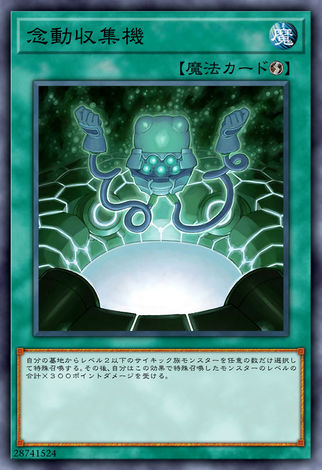 念動収集機
魔
【魔法カード】
自分の墓地からレベル2以下のサイキック族モンスターを任意の数だけ選択し
て特殊召喚する。その後、自分はこの効果で特殊召喚したモンスターのレベルの
合計×300ポイントダメージを受ける。
28741524